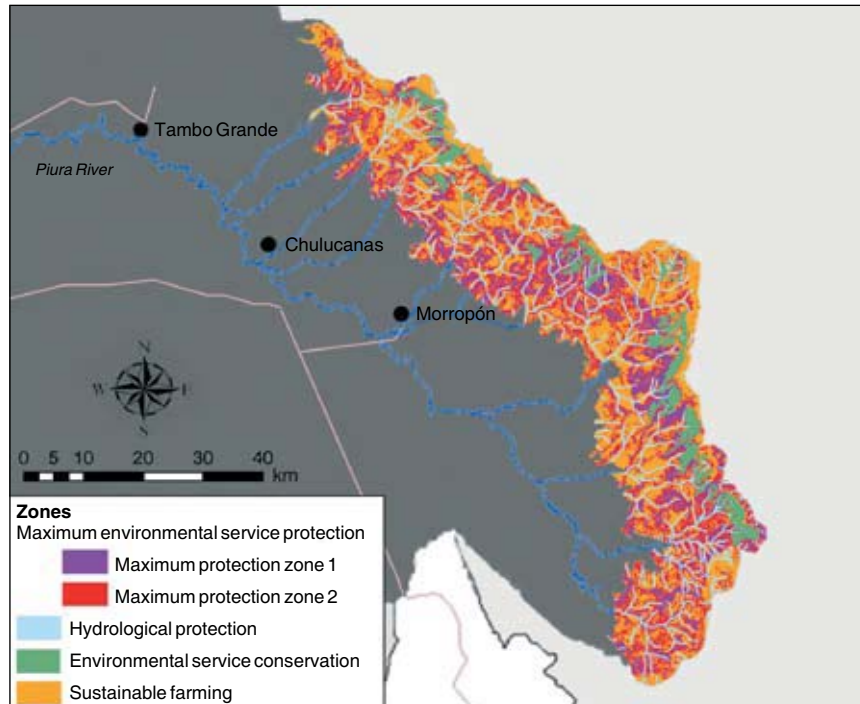 Tambo Grande
Piura River
Chulucanas
Morropón
N
W E
S
0 5 10 20 30 40
km
Zones
Maximum environmental service protection
Maximum protection zone 1
Maximum protection zone 2
Hydrological protection
Environmental service conservation
Sustainable farming